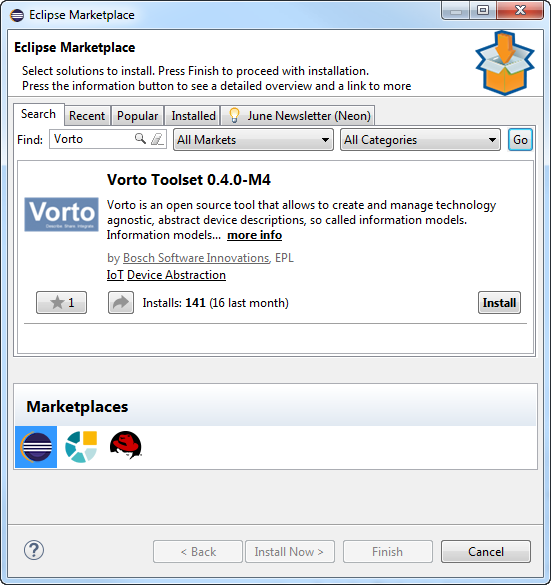 Eclipse Marketplace
Eclipse Marketplace
Select solutions to install. Press Finish to proceed with installation.
Press the information button to see a detailed overview and a link to more
Search Recent Popular Installed June Newsletter (Neon)
Find: Vorto All Markets All Categories Go
Vorto Toolset 0.4.0-M4
Vorto
Describe Share Integrate
Vorto is an open source tool that allows to create and manage technology
agnostic, abstract device descriptions, so called information models.
Information models... more info
by Bosch Software Innovations, EPL
IoT Device Abstraction
1 Installs: 141 (16 last month) Install
Marketplaces
? < Back Install Now > Finish Cancel